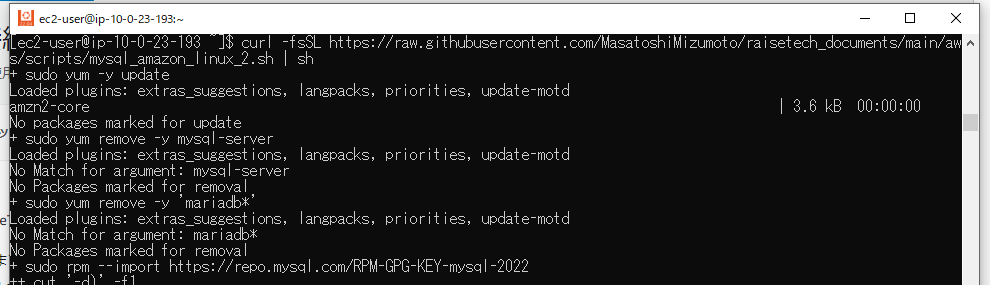 ec2-user@ip-10-0-23-193:~
[ec2-user@ip-10-0-23-193 ~]$ curl -fsSL https://raw.githubusercontent.com/MasatoshiMizumoto/raisetech_documents/main/aw
s/scripts/mysql_amazon_linux_2.sh | sh
+ sudo yum -y update
Loaded plugins: extras_suggestions, langpacks, priorities, update-motd
amzn2-core | 3.6 kB 00:00:00
No packages marked for update
+ sudo yum remove -y mysql-server
Loaded plugins: extras_suggestions, langpacks, priorities, update-motd
No Match for argument: mysql-server
No Packages marked for removal
+ sudo yum remove -y 'mariadb*'
Loaded plugins: extras_suggestions, langpacks, priorities, update-motd
No Match for argument: mariadb*
No Packages marked for removal
+ sudo rpm --import https://repo.mysql.com/RPM-GPG-KEY-mysql-2022
++ cut '-d)' -f1